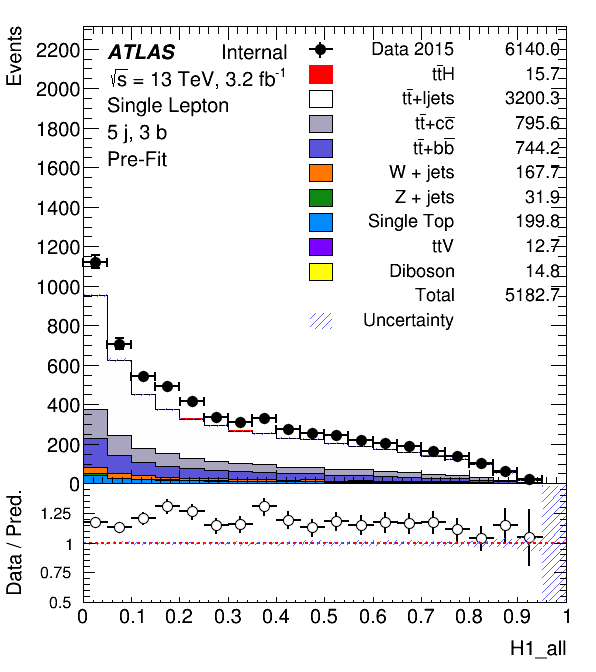 Events
2200
2000
1800
1600
1400
1200
1000
800
600
400
200
0
ATLAS Internal
√s = 13 TeV, 3.2 fb⁻¹
Single Lepton
5 j, 3 b
Pre-Fit
Data 2015 6140.0
tt̄H 15.7
tt̄+ljets 3200.3
tt̄+cc̄ 795.6
tt̄+bb̄ 744.2
W + jets 167.7
Z + jets 31.9
Single Top 199.8
ttV 12.7
Diboson 14.8
Total 5182.7
Uncertainty
Data / Pred.
1.25
1
0.75
0.5
0 0.1 0.2 0.3 0.4 0.5 0.6 0.7 0.8 0.9 1
H1_all